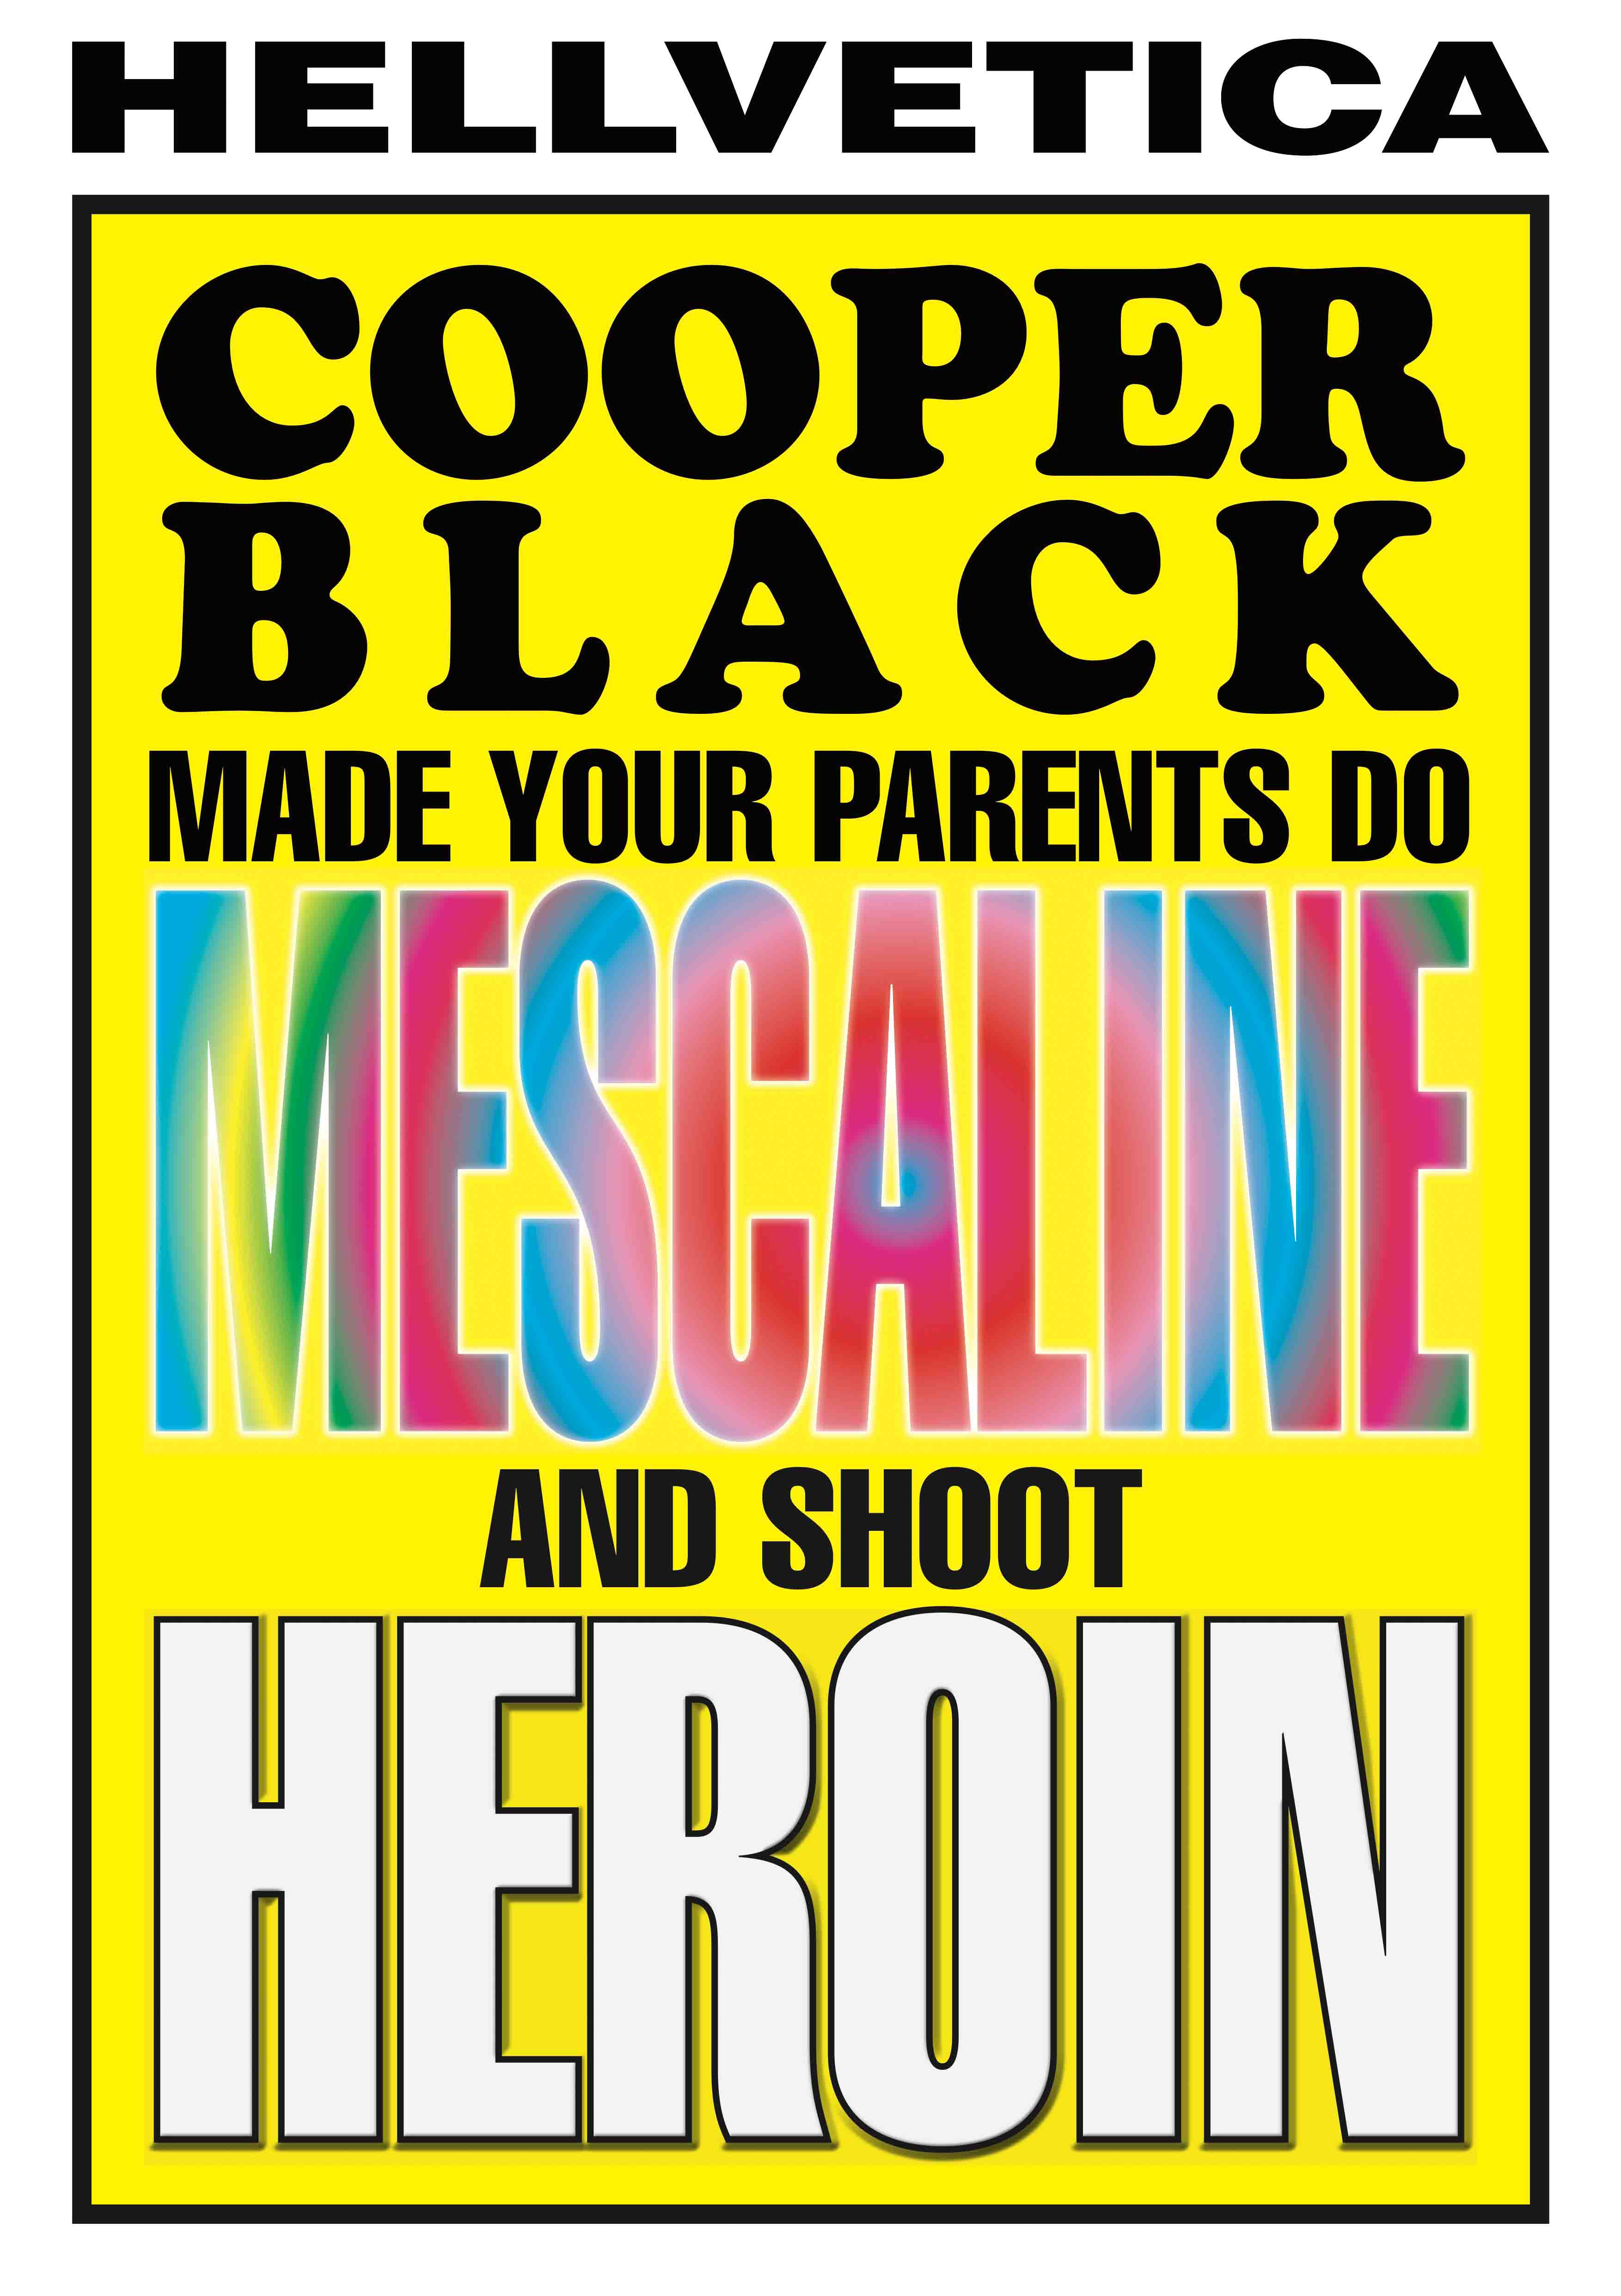 HELLVETICA
COOPER
BLACK
MADE YOUR PARENTS DO
MESCALINE
AND SHOOT
HEROIN